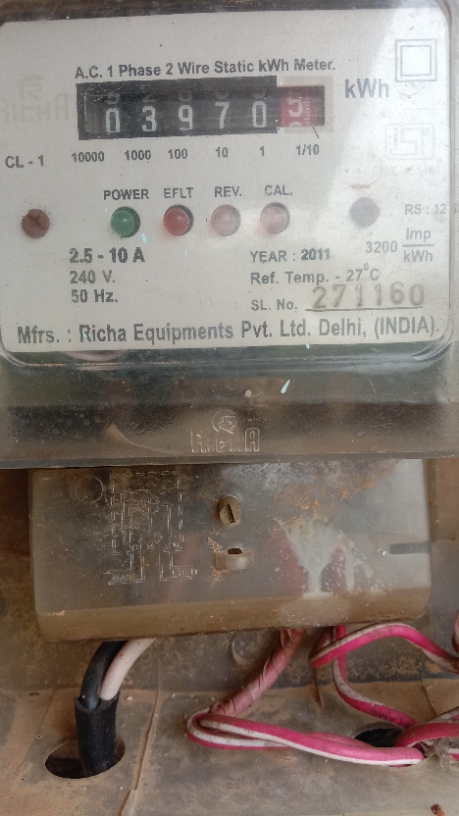 A.C. 1 Phase 2 Wire Static kWh Meter.
0 3 9 7 0 5 kWh
CL - 1 10000 1000 100 10 1 1/10
POWER EFLT REV. CAL.
2.5 - 10 A
240 V.
50 Hz.
YEAR : 2011
Ref. Temp. - 27°C
SL. No. 271160
3200 Imp/kWh
Mfrs. : Richa Equipments Pvt. Ltd. Delhi, (INDIA).